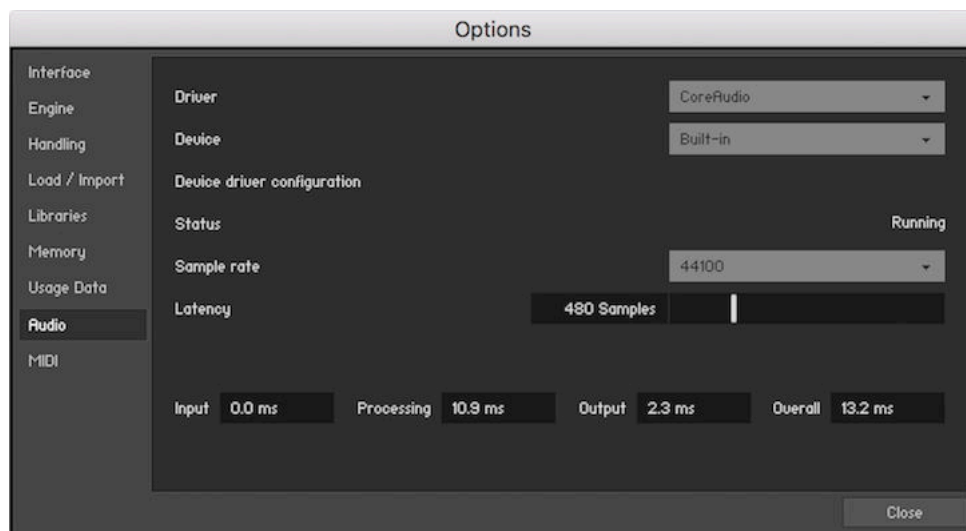 Options
Interface
Engine
Handling
Load / Import
Libraries
Memory
Usage Data
Audio
MIDI
Driver CoreAudio
Device Built-in
Device driver configuration
Status Running
Sample rate 44100
Latency 480 Samples
Input 0.0 ms Processing 10.9 ms Output 2.3 ms Overall 13.2 ms
Close